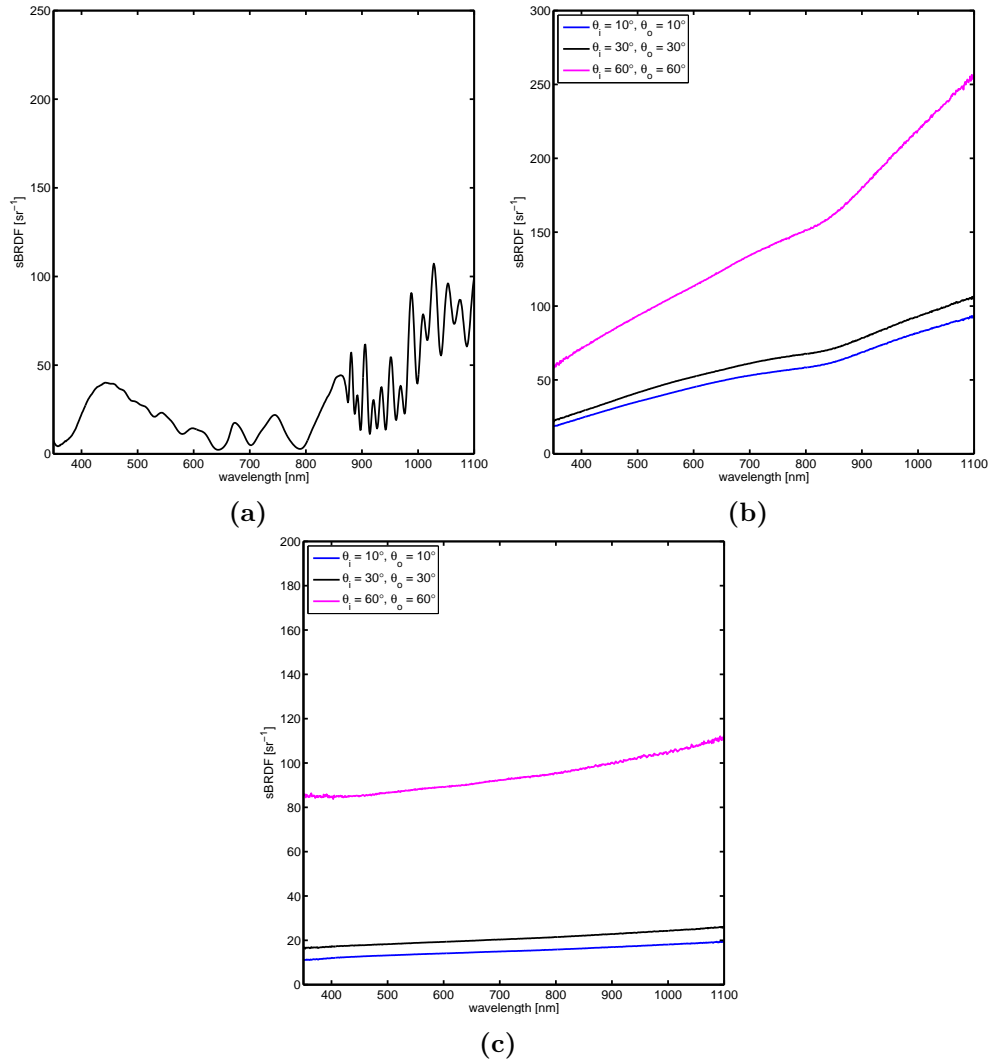 250
200
150
100
50
0
sBRDF [sr⁻¹]
400 500 600 700 800 900 1000 1100
wavelength [nm]
(a)
300
250
200
150
100
50
0
sBRDF [sr⁻¹]
θi = 10°, θo = 10°
θi = 30°, θo = 30°
θi = 60°, θo = 60°
400 500 600 700 800 900 1000 1100
wavelength [nm]
(b)
200
180
160
140
120
100
80
60
40
20
0
sBRDF [sr⁻¹]
θi = 10°, θo = 10°
θi = 30°, θo = 30°
θi = 60°, θo = 60°
400 500 600 700 800 900 1000 1100
wavelength [nm]
(c)